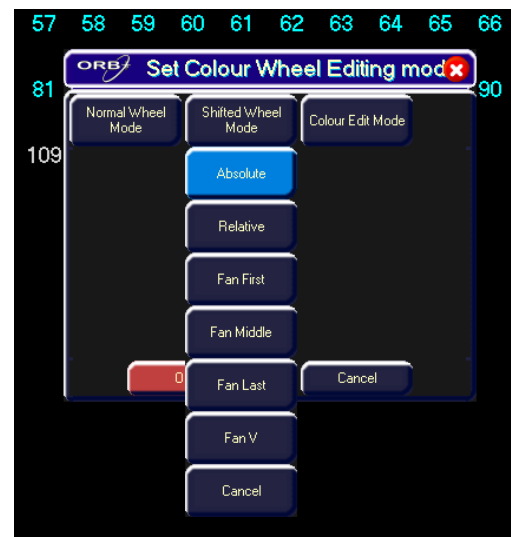 57 58 59 60 61 62 63 64 65 66
ORB Set Colour Wheel Editing mod
81 90
Normal Wheel Mode
Shifted Wheel Mode
Colour Edit Mode
109
Absolute
Relative
Fan First
Fan Middle
0
Fan Last
Cancel
Fan V
Cancel